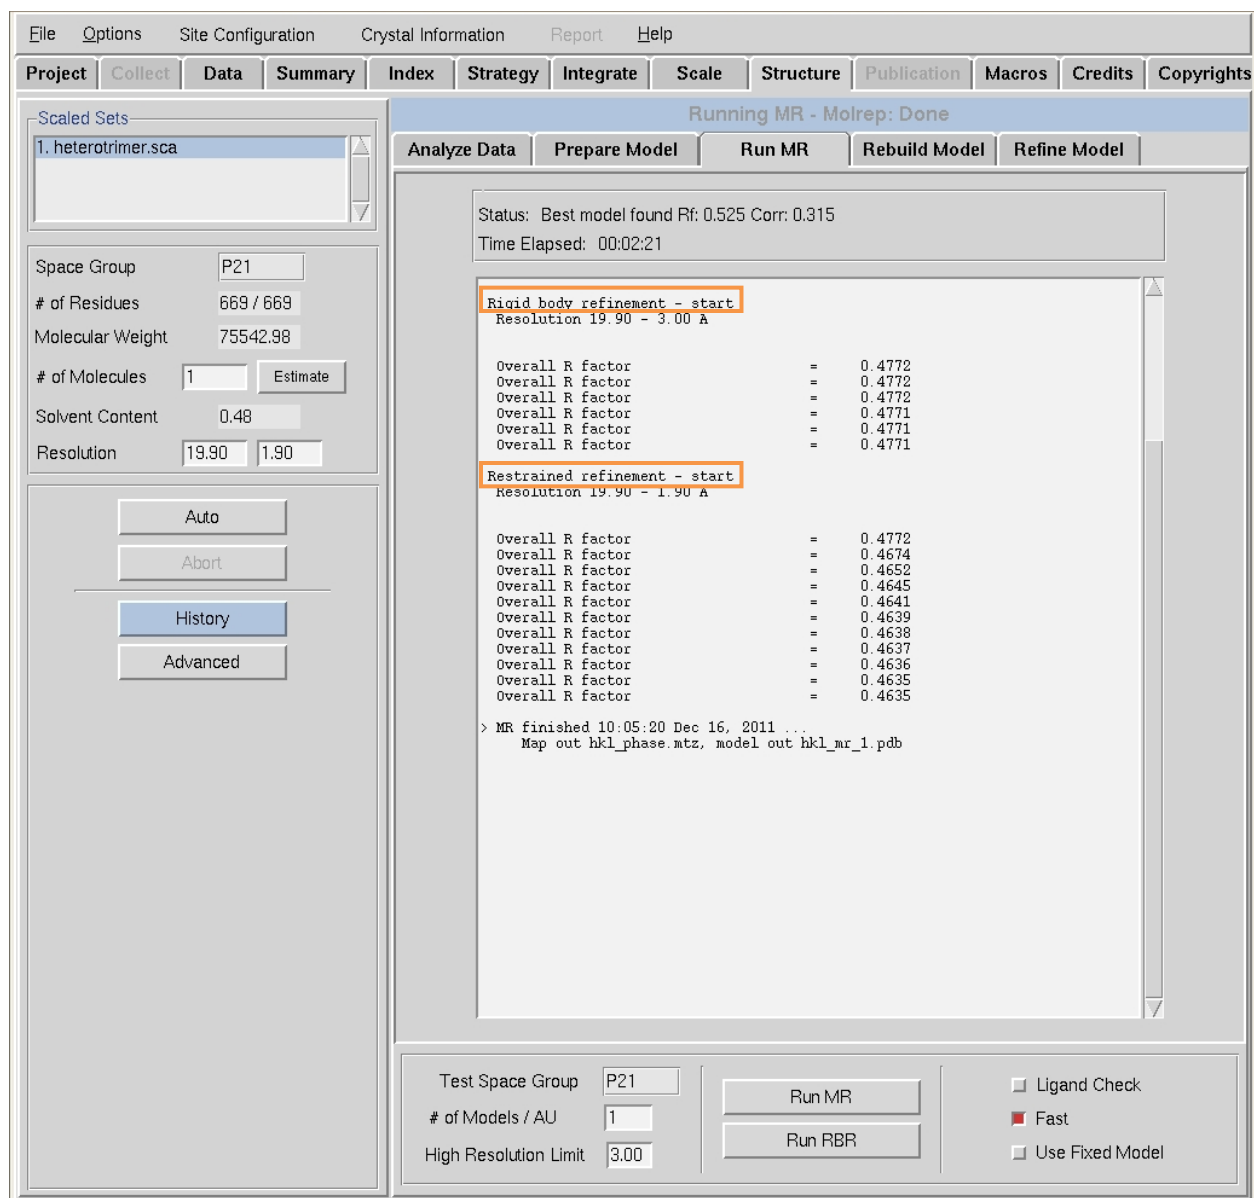 File Options Site Configuration Crystal Information Report Help
Project Collect Data Summary Index Strategy Integrate Scale Structure Publication Macros Credits Copyrights
Scaled Sets
1. heterotrimer.sca
Space Group P21
# of Residues 669 / 669
Molecular Weight 75542.98
# of Molecules 1 Estimate
Solvent Content 0.48
Resolution 19.90 1.90
Auto
Abort
History
Advanced
Running MR - Molrep: Done
Analyze Data Prepare Model Run MR Rebuild Model Refine Model
Status: Best model found Rf: 0.525 Corr: 0.315
Time Elapsed: 00:02:21
Rigid body refinement - start
Resolution 19.90 - 3.00 A
Overall R factor = 0.4772
Overall R factor = 0.4772
Overall R factor = 0.4772
Overall R factor = 0.4771
Overall R factor = 0.4771
Overall R factor = 0.4771
Restrained refinement - start
Resolution 19.90 - 1.90 A
Overall R factor = 0.4772
Overall R factor = 0.4674
Overall R factor = 0.4652
Overall R factor = 0.4645
Overall R factor = 0.4641
Overall R factor = 0.4639
Overall R factor = 0.4638
Overall R factor = 0.4637
Overall R factor = 0.4636
Overall R factor = 0.4635
Overall R factor = 0.4635
> MR finished 10:05:20 Dec 16, 2011 ...
Map out hkl_phase.mtz, model out hkl_mr_1.pdb
Test Space Group P21
# of Models / AU 1
High Resolution Limit 3.00
Run MR
Run RBR
Ligand Check
Fast
Use Fixed Model